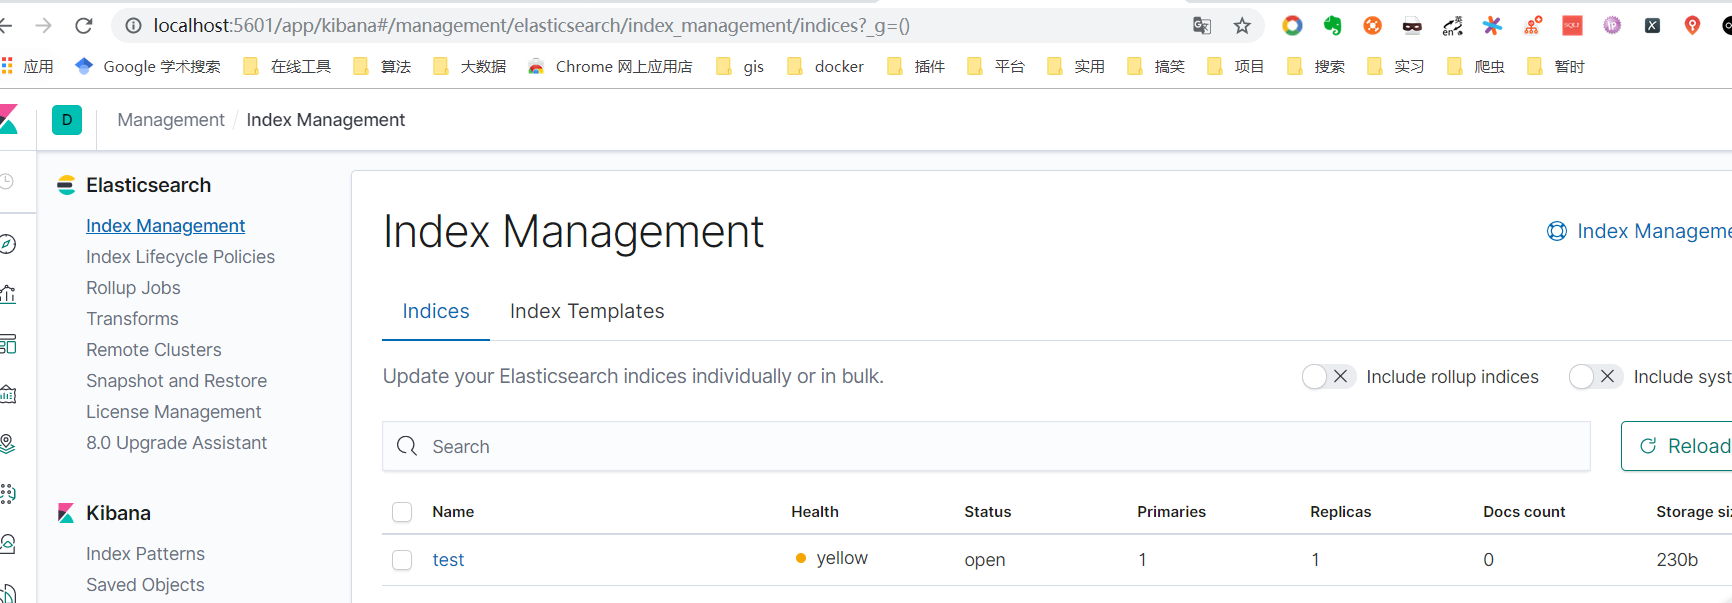 localhost:5601/app/kibana#/management/elasticsearch/index_management/indices?_g=()
应用 Google 学术搜索 在线工具 算法 大数据 Chrome 网上应用店 gis docker 插件 平台 实用 搞笑 项目 搜索 实习 爬虫 暂时
D Management / Index Management
Elasticsearch
Index Management
Index Lifecycle Policies
Rollup Jobs
Transforms
Remote Clusters
Snapshot and Restore
License Management
8.0 Upgrade Assistant
Kibana
Index Patterns
Saved Objects
Index Management
Index Manageme
Indices Index Templates
Update your Elasticsearch indices individually or in bulk.
Include rollup indices Include syst
Search
Reload
Name Health Status Primaries Replicas Docs count Storage siz
test yellow open 1 1 0 230b